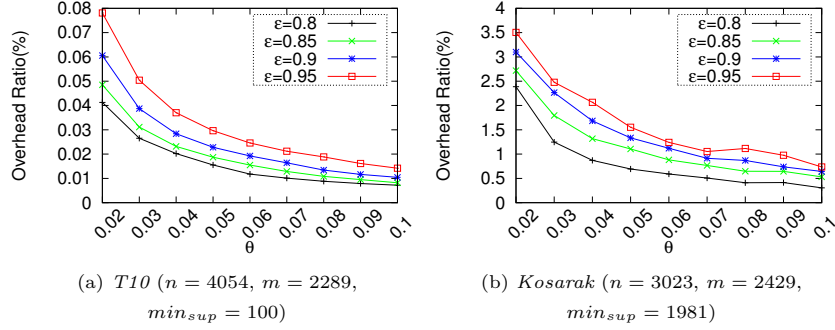 0.08
0.07
0.06
0.05
0.04
0.03
0.02
0.01
0
Overhead Ratio(%)
ε=0.8
ε=0.85
ε=0.9
ε=0.95
0.02 0.03 0.04 0.05 0.06 0.07 0.08 0.09 0.1
θ
(a) T10 (n = 4054, m = 2289,
min_sup = 100)
4
3.5
3
2.5
2
1.5
1
0.5
0
Overhead Ratio(%)
ε=0.8
ε=0.85
ε=0.9
ε=0.95
0.02 0.03 0.04 0.05 0.06 0.07 0.08 0.09 0.1
θ
(b) Kosarak (n = 3023, m = 2429,
min_sup = 1981)